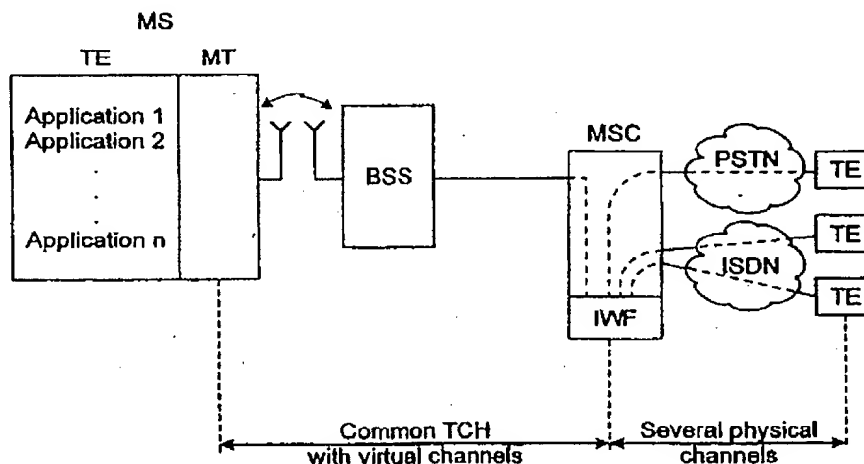 MS
TE MT
Application 1
Application 2
Application n
BSS
MSC
IWF
PSTN
ISDN
TE
TE
TE
Common TCH
with virtual channels
Several physical
channels